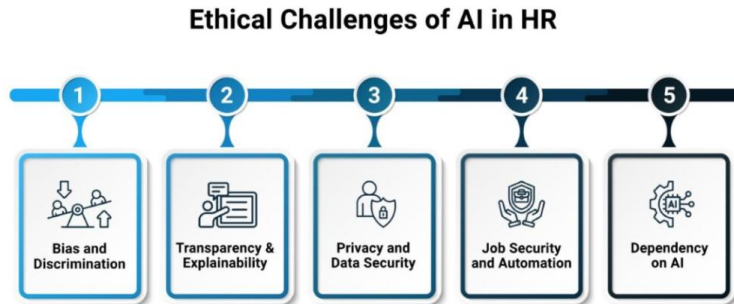 Ethical Challenges of AI in HR
1
2
3
4
5
Bias and
Discrimination
Transparency &
Explainability
Privacy and
Data Security
Job Security
and Automation
AI
Dependency
on AI